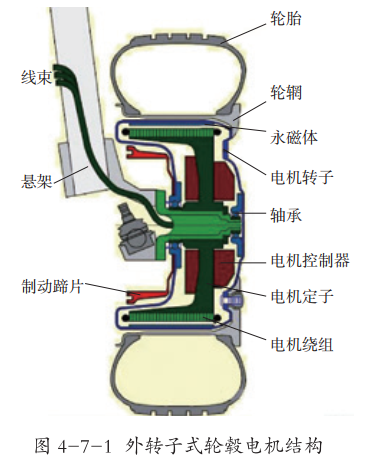 轮胎
线束
轮辋
永磁体
电机转子
悬架
轴承
电机控制器
制动蹄片
电机定子
电机绕组
图 4-7-1 外转子式轮毂电机结构